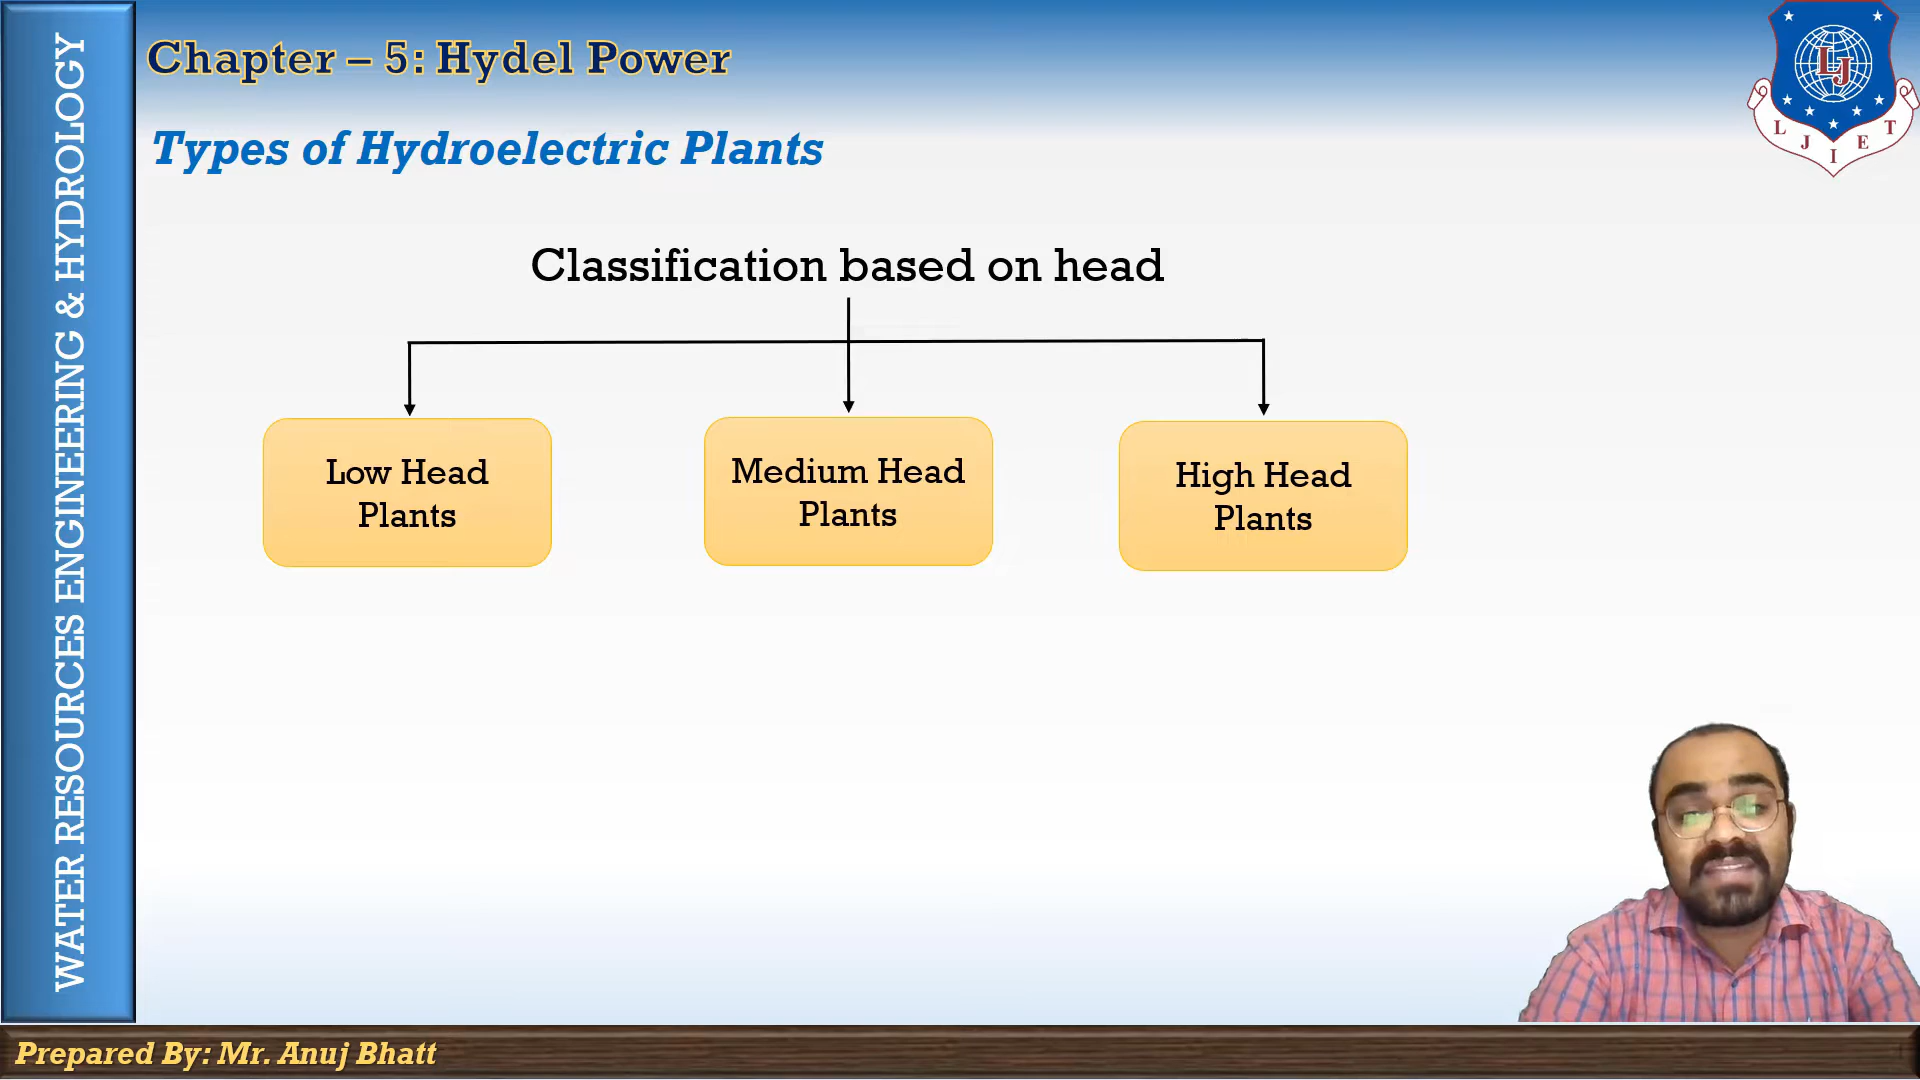 WATER RESOURCES ENGINEERING & HYDROLOGY
Chapter – 5: Hydel Power
Types of Hydroelectric Plants
Classification based on head
Low Head
Plants
Medium Head
Plants
High Head
Plants
LJ
L J I E T
Prepared By: Mr. Anuj Bhatt